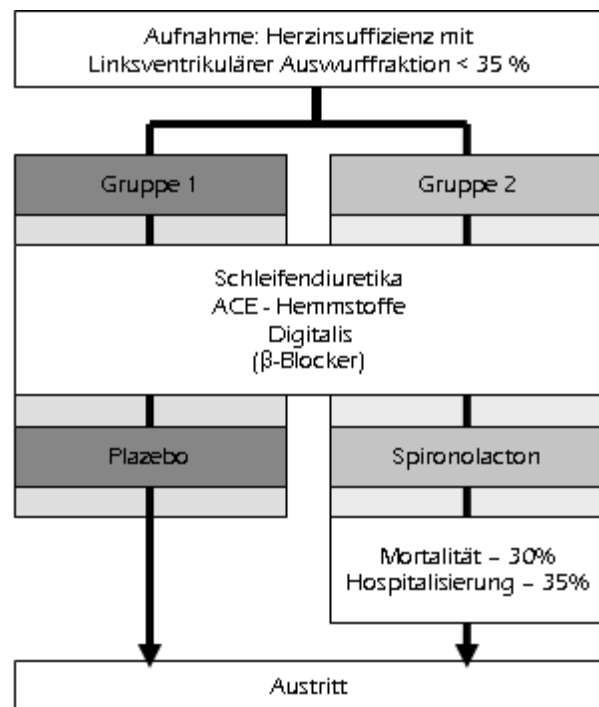 Aufnahme: Herzinsuffizienz mit
Linksventrikulärer Auswurffraktion < 35 %
Gruppe 1
Gruppe 2
Schleifendiuretika
ACE - Hemmstoffe
Digitalis
(β-Blocker)
Plazebo
Spironolacton
Mortalität – 30%
Hospitalisierung – 35%
Austritt